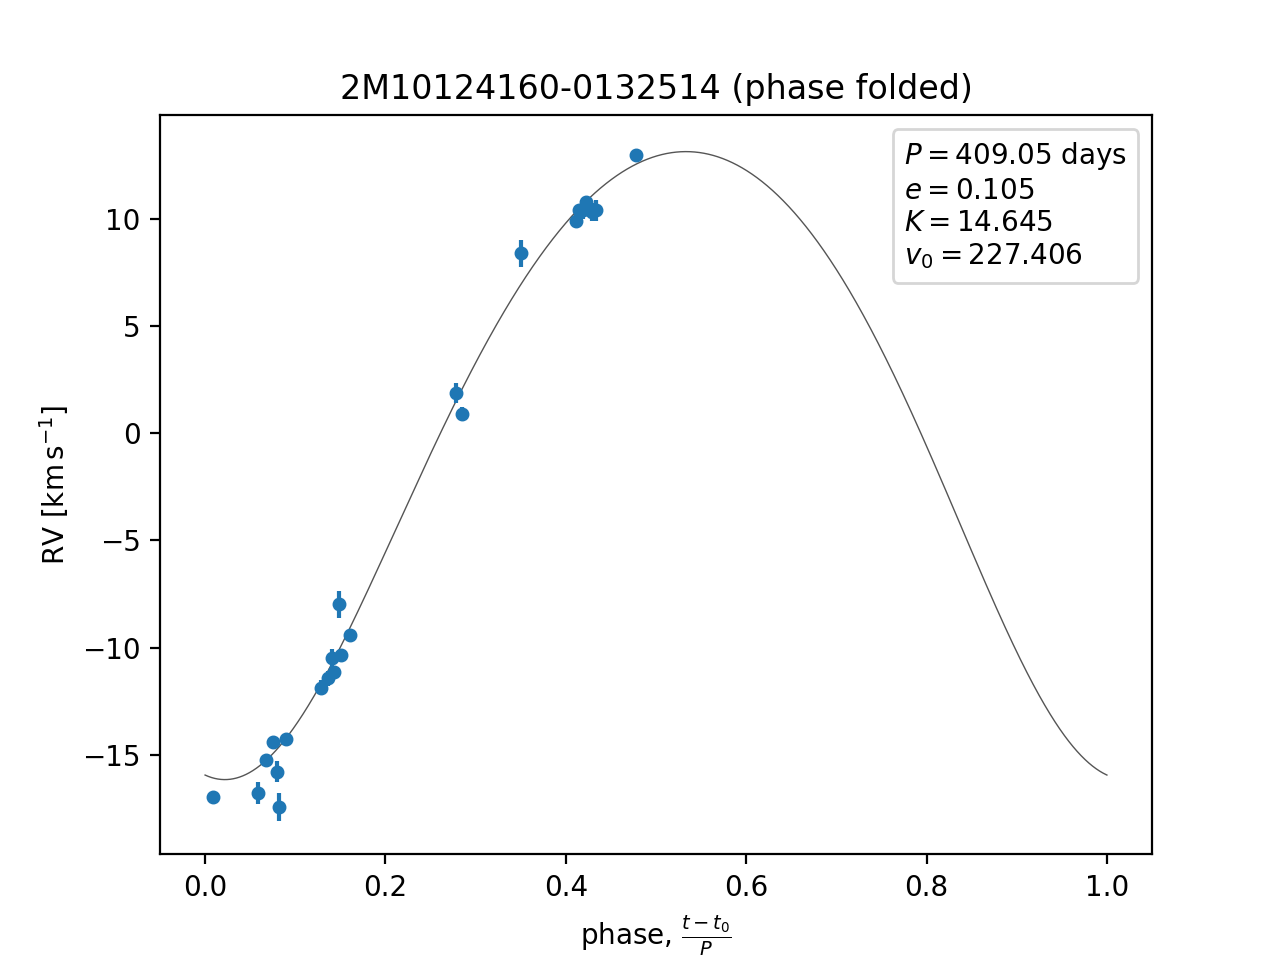 2M10124160-0132514 (phase folded)
P = 409.05 days
e = 0.105
K = 14.645
v₀ = 227.406
10
5
0
−5
−10
−15
RV [km s⁻¹]
0.0 0.2 0.4 0.6 0.8 1.0
phase, (t − t₀)/P